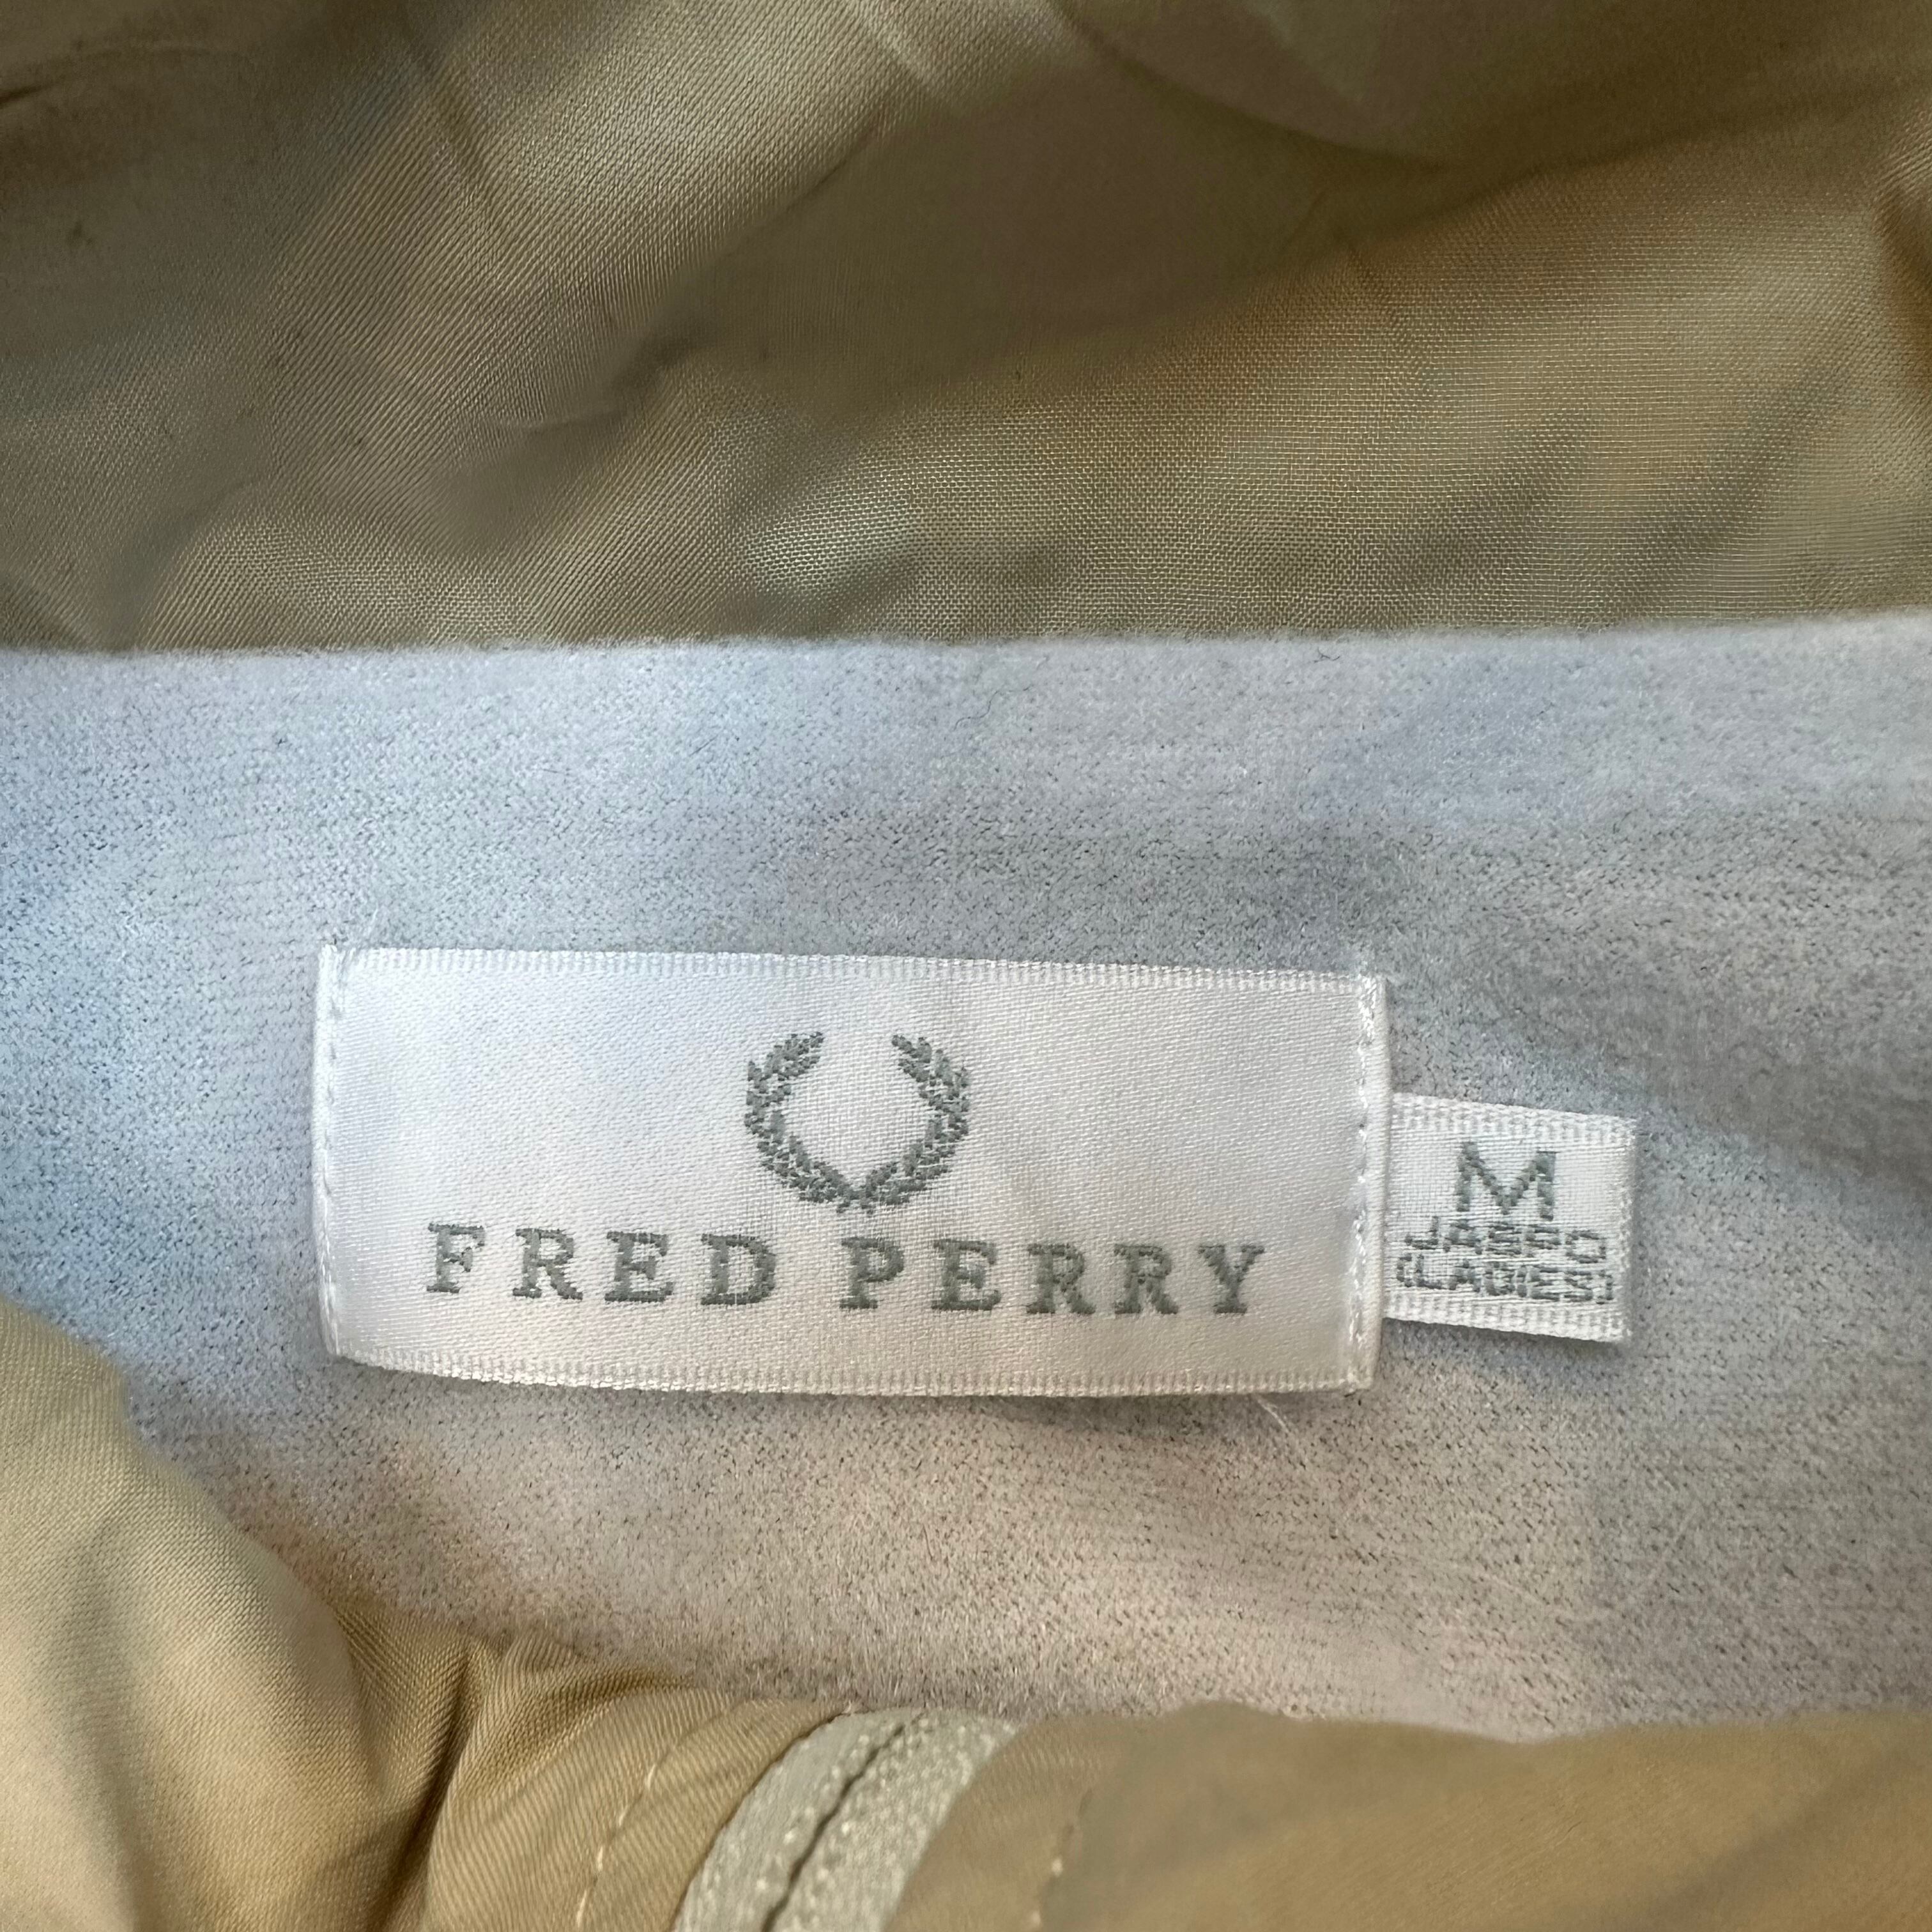 FRED PERRY
M
JASPO
(LADIES)